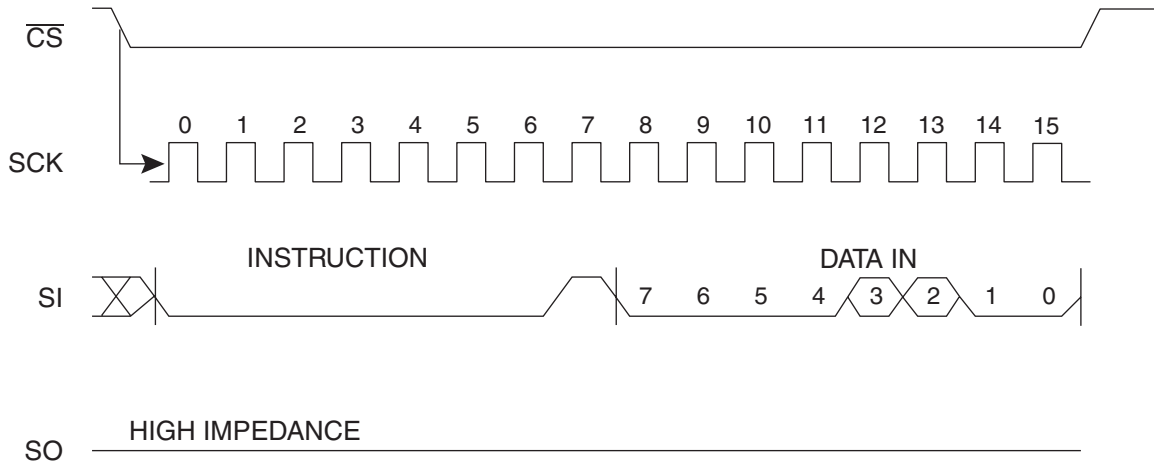 CS
0 1 2 3 4 5 6 7 8 9 10 11 12 13 14 15
SCK
INSTRUCTION DATA IN
SI 7 6 5 4 3 2 1 0
HIGH IMPEDANCE
SO